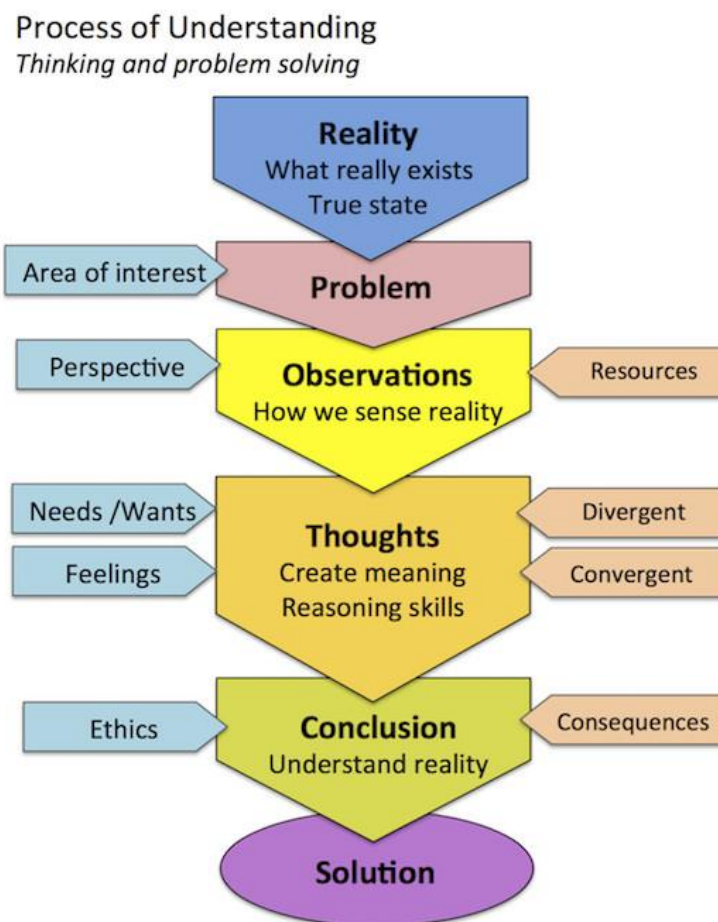 Process of Understanding
Thinking and problem solving
Reality
What really exists
True state
Area of interest
Problem
Perspective
Observations
How we sense reality
Resources
Needs /Wants
Feelings
Thoughts
Create meaning
Reasoning skills
Divergent
Convergent
Ethics
Conclusion
Understand reality
Consequences
Solution